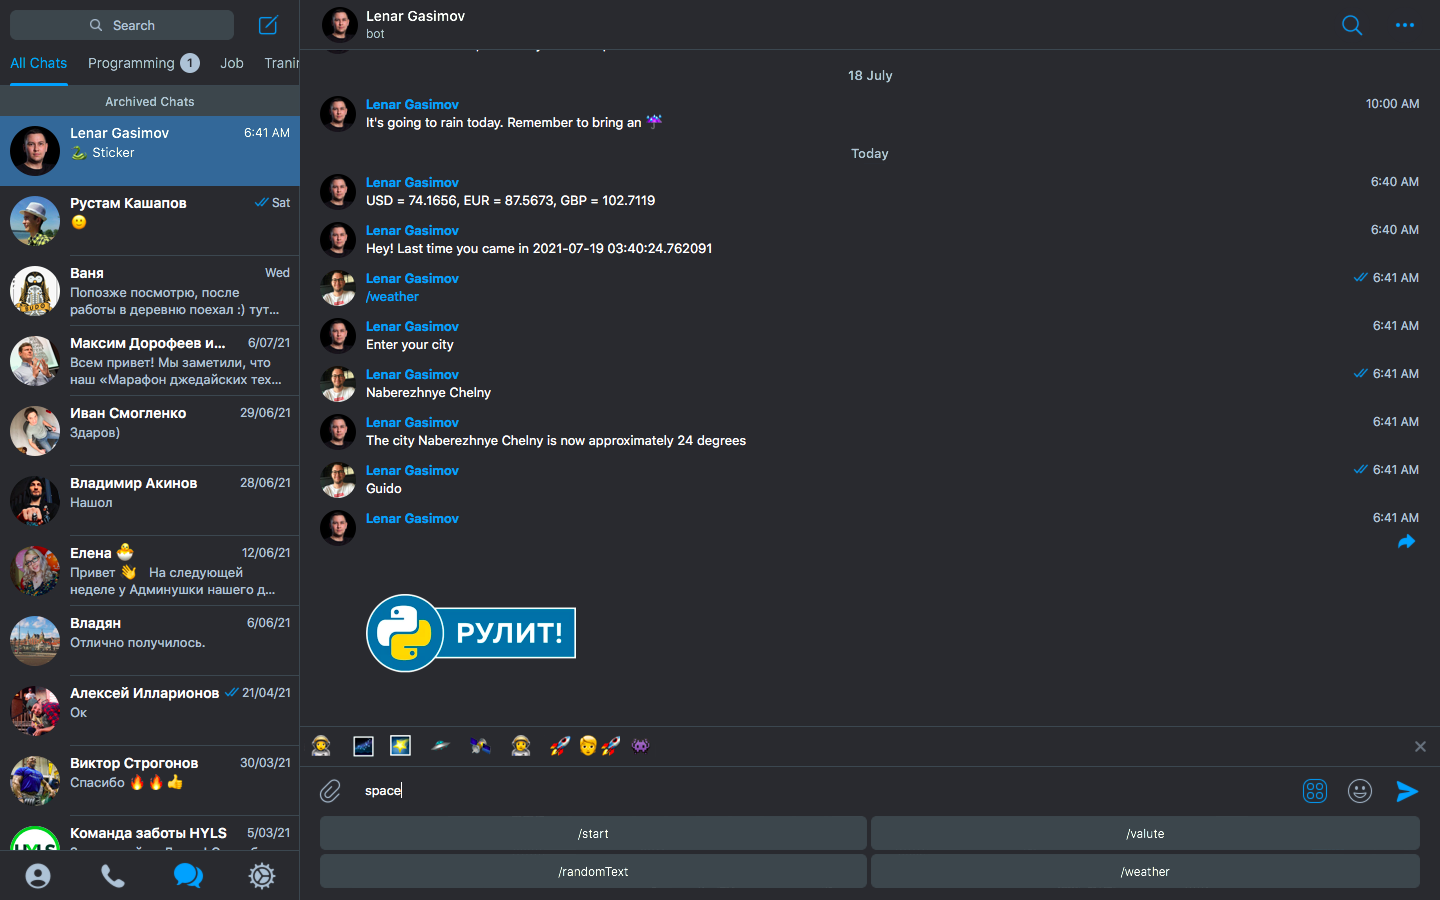 Search
All Chats Programming 1 Job Tranir
Archived Chats
Lenar Gasimov 6:41 AM
🐍 Sticker
Рустам Кашапов Sat
🙂
Ваня Wed
Попозже посмотрю, после
работы в деревню поехал :) тут...
Максим Дорофеев и... 6/07/21
Всем привет! Мы заметили, что
наш «Марафон джедайских тех...
Иван Смогленко 29/06/21
Здаров)
Владимир Акинов 28/06/21
Нашол
Елена 🐣 12/06/21
Привет 👋 На следующей
неделе у Админушки нашего д...
Владян 6/06/21
Отлично получилось.
Алексей Илларионов 21/04/21
Ок
Виктор Строгонов 30/03/21
Спасибо 🔥🔥👍
Команда заботы HYLS 5/03/21
Lenar Gasimov
bot
18 July
Lenar Gasimov 10:00 AM
It's going to rain today. Remember to bring an ☔
Today
Lenar Gasimov 6:40 AM
USD = 74.1656, EUR = 87.5673, GBP = 102.7119
Lenar Gasimov 6:40 AM
Hey! Last time you came in 2021-07-19 03:40:24.762091
Lenar Gasimov 6:41 AM
/weather
Lenar Gasimov 6:41 AM
Enter your city
Lenar Gasimov 6:41 AM
Naberezhnye Chelny
Lenar Gasimov 6:41 AM
The city Naberezhnye Chelny is now approximately 24 degrees
Lenar Gasimov 6:41 AM
Guido
Lenar Gasimov 6:41 AM
РУЛИТ!
space
/start /valute
/randomText /weather